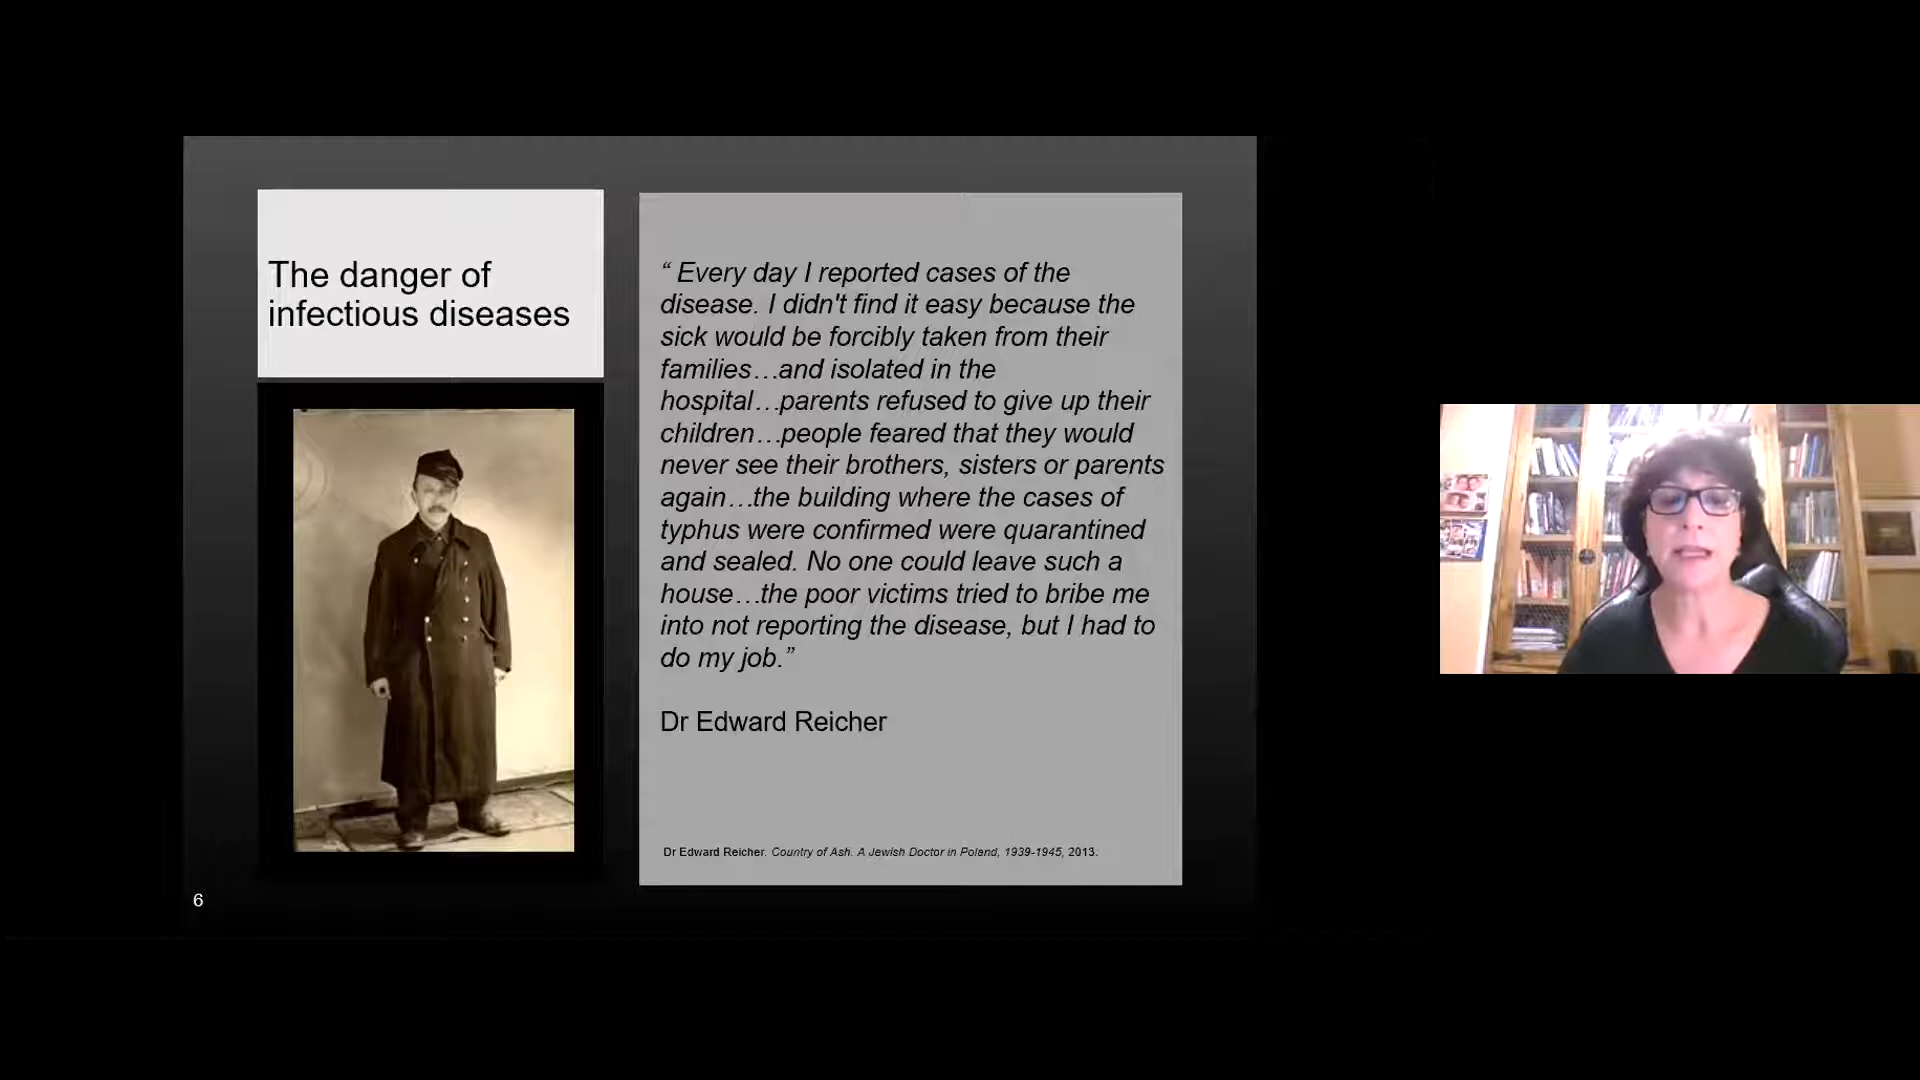 The danger of
infectious diseases
“ Every day I reported cases of the
disease. I didn't find it easy because the
sick would be forcibly taken from their
families…and isolated in the
hospital…parents refused to give up their
children…people feared that they would
never see their brothers, sisters or parents
again…the building where the cases of
typhus were confirmed were quarantined
and sealed. No one could leave such a
house…the poor victims tried to bribe me
into not reporting the disease, but I had to
do my job.”
Dr Edward Reicher
Dr Edward Reicher. Country of Ash. A Jewish Doctor in Poland, 1939-1945, 2013.
6